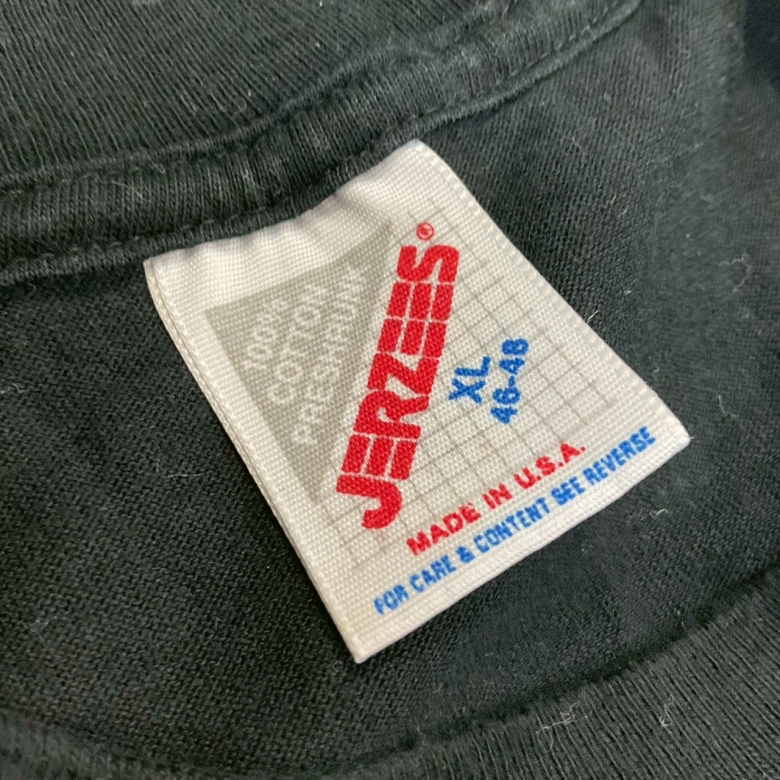 100%
COTTON
PRESHRUNK
JERZEES®
XL
46-48
MADE IN U.S.A.
FOR CARE & CONTENT SEE REVERSE